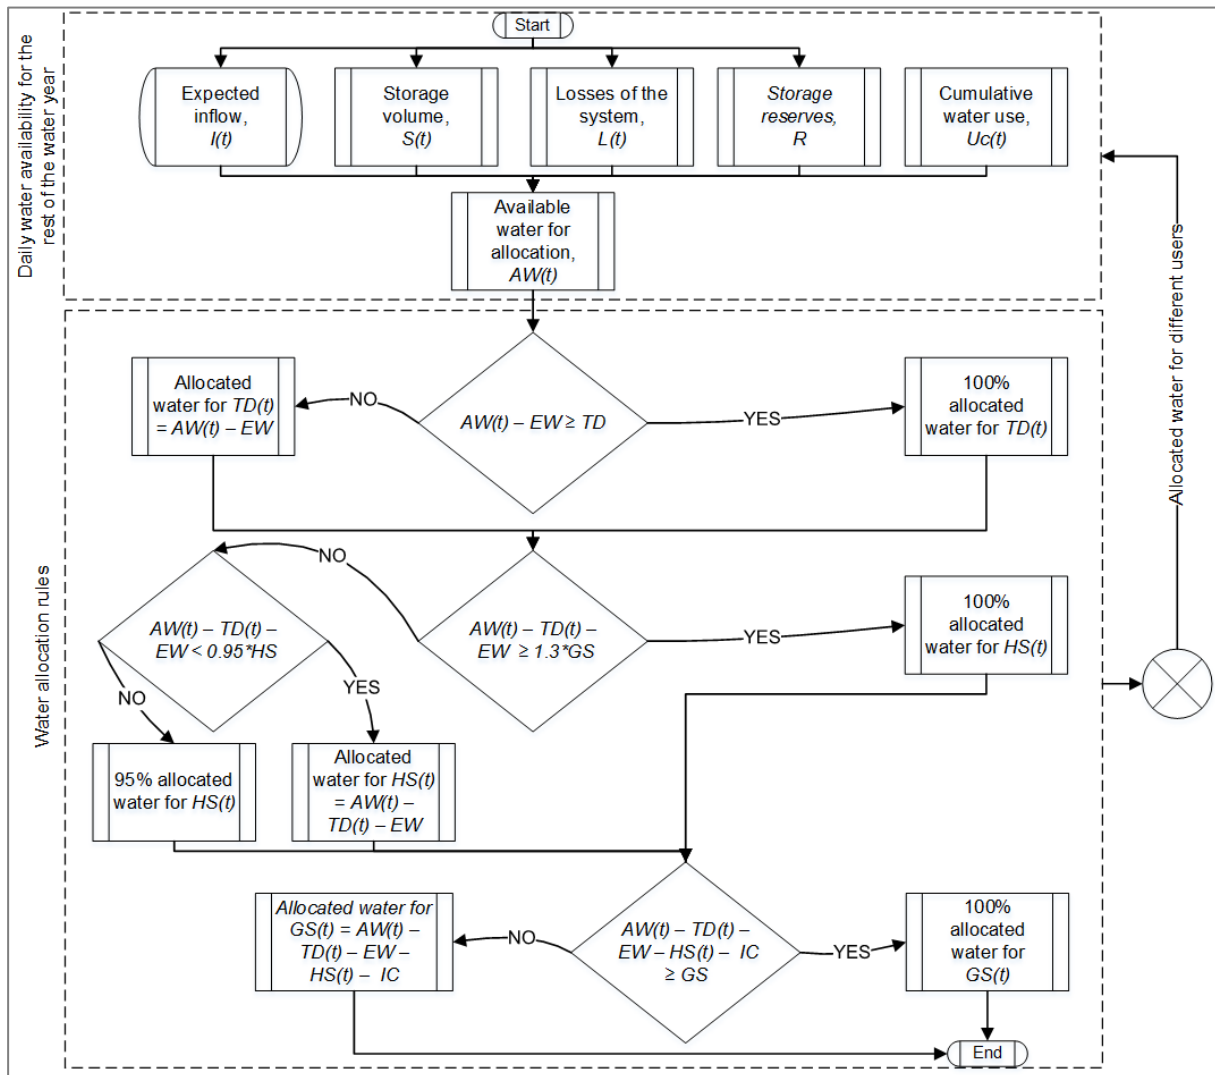 Start
Daily water availability for the
rest of the water year
Expected
inflow,
I(t)
Storage
volume,
S(t)
Losses of the
system,
L(t)
Storage
reserves,
R
Cumulative
water use,
Uc(t)
Available
water for
allocation,
AW(t)
Allocated water for different users
Water allocation rules
Allocated
water for TD(t)
= AW(t) – EW
NO
AW(t) – EW ≥ TD
YES
100%
allocated
water for TD(t)
NO
AW(t) – TD(t) –
EW < 0.95*HS
AW(t) – TD(t) –
EW ≥ 1.3*GS
YES
100%
allocated
water for HS(t)
NO
YES
95% allocated
water for HS(t)
Allocated
water for HS(t)
= AW(t) –
TD(t) – EW
Allocated water for
GS(t) = AW(t) –
TD(t) – EW –
HS(t) – IC
NO
AW(t) – TD(t) –
EW – HS(t) – IC
≥ GS
YES
100%
allocated
water for
GS(t)
End